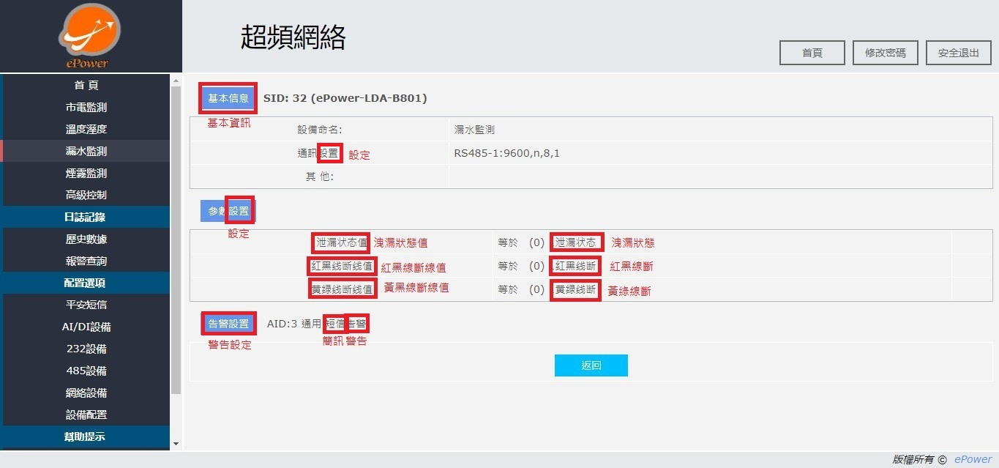 ePower
超頻網絡
首頁 修改密碼 安全退出
首 頁
市電監測
溫度溼度
漏水監測
煙霧監測
高級控制
日誌記錄
歷史數據
報警查詢
配置選項
平安短信
AI/DI設備
232設備
485設備
網絡設備
設備配置
幫助提示
基本信息 SID: 32 (ePower-LDA-B801)
基本資訊
設備命名: 漏水監測
通訊設置 設定 RS485-1:9600,n,8,1
其 他:
参數設置
設定
泄漏状态值 洩漏狀態值 等於 (0) 泄漏状态 洩漏狀態
红黑线断线值 紅黑線斷線值 等於 (0) 红黑线断 紅黑線斷
黄绿线断线值 黃黑線斷線值 等於 (0) 黄绿线断 黃綠線斷
告警設置 AID:3 通用短信告警
警告設定 簡訊 警告
返回
版權所有 © ePower